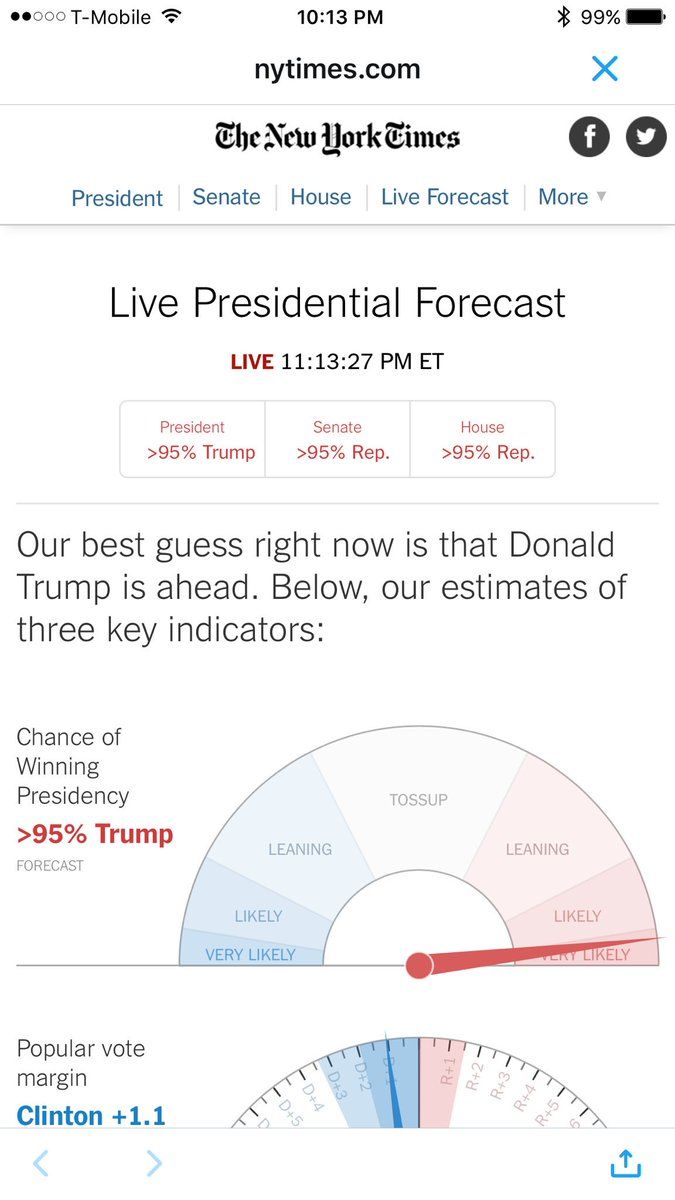 T-Mobile 10:13 PM 99%
nytimes.com
The New York Times
President Senate House Live Forecast More
Live Presidential Forecast
LIVE 11:13:27 PM ET
President Senate House
>95% Trump >95% Rep. >95% Rep.
Our best guess right now is that Donald
Trump is ahead. Below, our estimates of
three key indicators:
Chance of
Winning
Presidency
>95% Trump
FORECAST
TOSSUP
LEANING LEANING
LIKELY LIKELY
VERY LIKELY VERY LIKELY
Popular vote
margin
Clinton +1.1
D+5 D+4 D+3 D+2 D+1 R+1 R+2 R+3 R+4 R+5